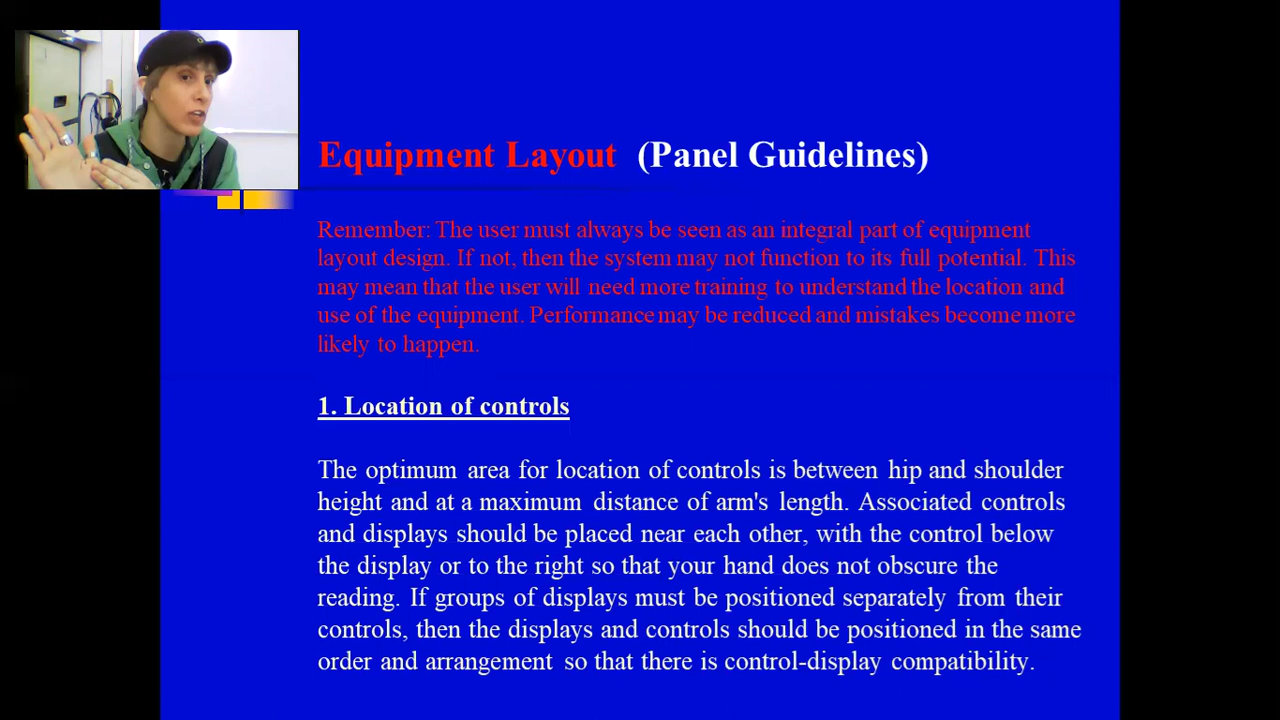 Equipment Layout (Panel Guidelines)
Remember: The user must always be seen as an integral part of equipment
layout design. If not, then the system may not function to its full potential. This
may mean that the user will need more training to understand the location and
use of the equipment. Performance may be reduced and mistakes become more
likely to happen.
1. Location of controls
The optimum area for location of controls is between hip and shoulder
height and at a maximum distance of arm's length. Associated controls
and displays should be placed near each other, with the control below
the display or to the right so that your hand does not obscure the
reading. If groups of displays must be positioned separately from their
controls, then the displays and controls should be positioned in the same
order and arrangement so that there is control-display compatibility.